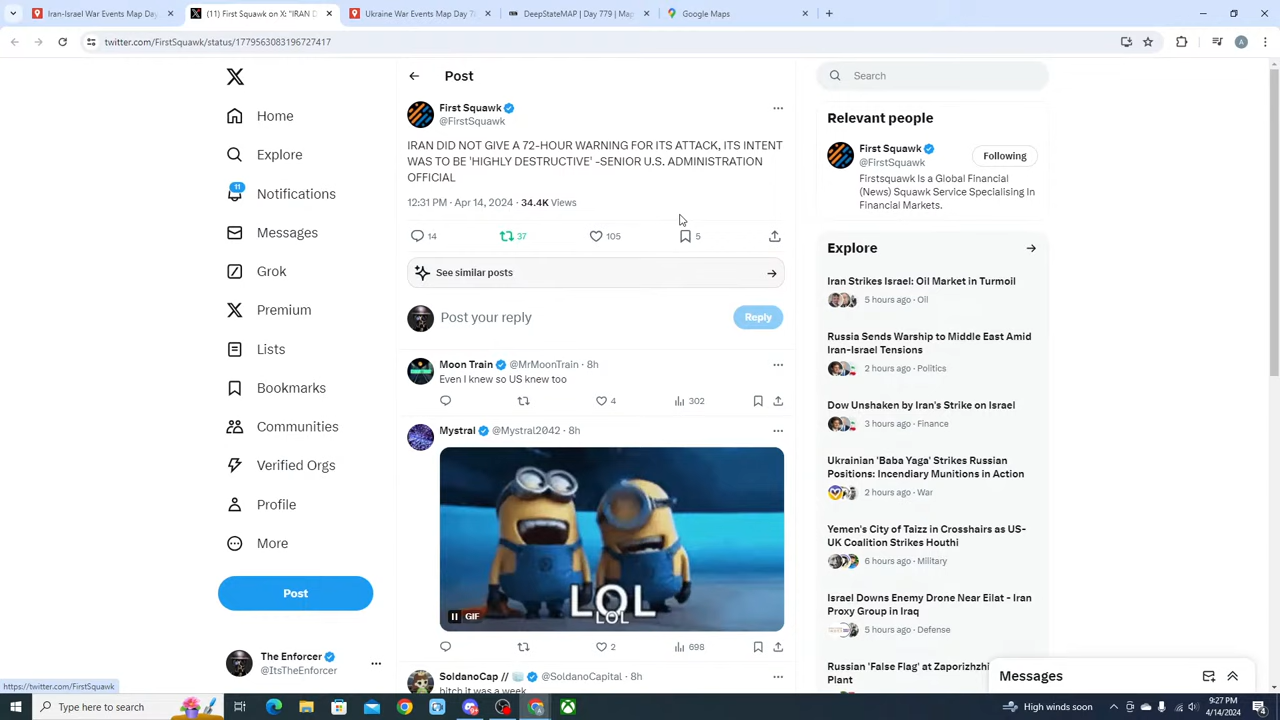 Iran-Israel War Events Map Day
(11) First Squawk on X: "IRAN D
Ukraine War Events Map Day 7
DeepStateMAP | Day 779 | Map
Google Maps
twitter.com/FirstSquawk/status/1779563083196727417
A
Home
Explore
11
Notifications
Messages
Grok
Premium
Lists
Bookmarks
Communities
Verified Orgs
Profile
More
Post
The Enforcer
@ItsTheEnforcer
https://twitter.com/FirstSquawk
Post
First Squawk
@FirstSquawk
IRAN DID NOT GIVE A 72-HOUR WARNING FOR ITS ATTACK, ITS INTENT
WAS TO BE 'HIGHLY DESTRUCTIVE' -SENIOR U.S. ADMINISTRATION
OFFICIAL
12:31 PM · Apr 14, 2024 · 34.4K Views
14 37 105 5
See similar posts
Post your reply
Reply
Moon Train @MrMoonTrain · 8h
Even I knew so US knew too
4 302
Mystral @Mystral2042 · 8h
LOL
LOL
GIF
2 698
SoldanoCap // @SoldanoCapital · 8h
bitch it was a week
Search
Relevant people
First Squawk
@FirstSquawk
Following
Firstsquawk Is a Global Financial
(News) Squawk Service Specialising In
Financial Markets.
Explore
Iran Strikes Israel: Oil Market in Turmoil
5 hours ago · Oil
Russia Sends Warship to Middle East Amid
Iran-Israel Tensions
2 hours ago · Politics
Dow Unshaken by Iran's Strike on Israel
3 hours ago · Finance
Ukrainian 'Baba Yaga' Strikes Russian
Positions: Incendiary Munitions in Action
2 hours ago · War
Yemen's City of Taizz in Crosshairs as US-
UK Coalition Strikes Houthi
6 hours ago · Military
Israel Downs Enemy Drone Near Eilat - Iran
Proxy Group in Iraq
5 hours ago · Defense
Russian 'False Flag' at Zaporizhzhi
Plant
Messages
Type here to search
High winds soon
9:27 PM
4/14/2024